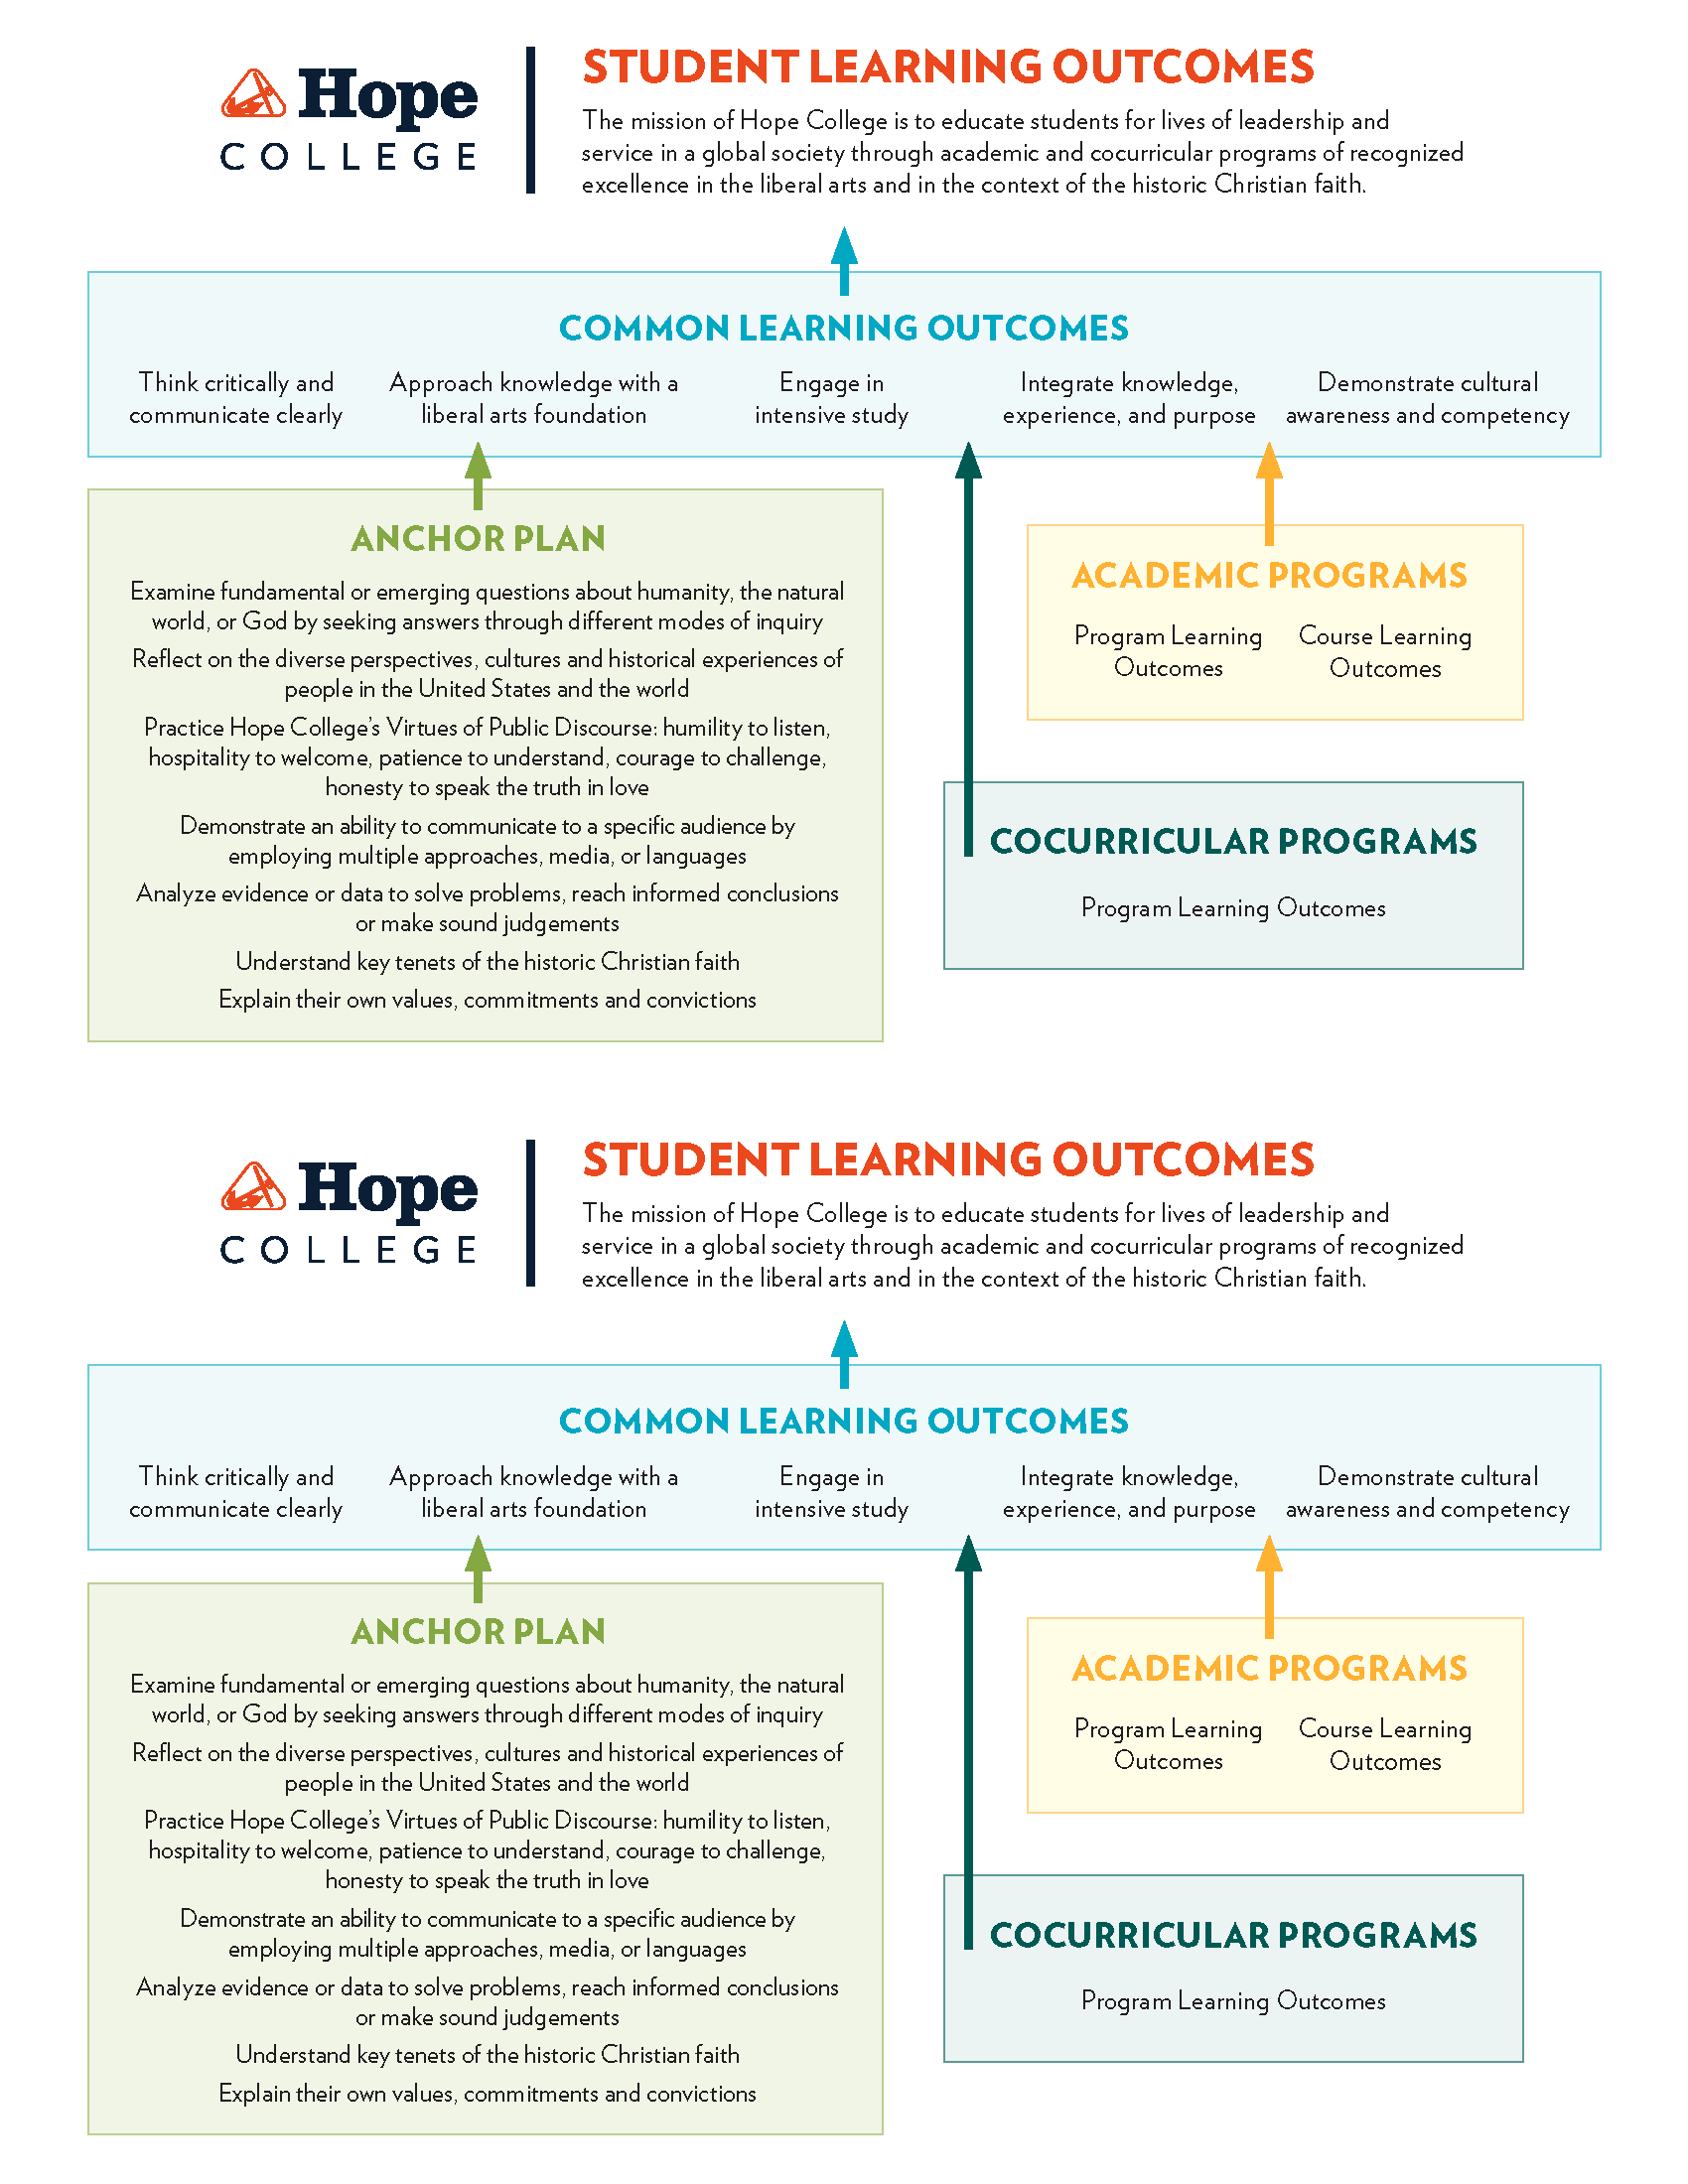 Hope
COLLEGE
STUDENT LEARNING OUTCOMES
The mission of Hope College is to educate students for lives of leadership and
service in a global society through academic and cocurricular programs of recognized
excellence in the liberal arts and in the context of the historic Christian faith.
COMMON LEARNING OUTCOMES
Think critically and
communicate clearly
Approach knowledge with a
liberal arts foundation
Engage in
intensive study
Integrate knowledge,
experience, and purpose
Demonstrate cultural
awareness and competency
ANCHOR PLAN
Examine fundamental or emerging questions about humanity, the natural
world, or God by seeking answers through different modes of inquiry
Reflect on the diverse perspectives, cultures and historical experiences of
people in the United States and the world
Practice Hope College's Virtues of Public Discourse: humility to listen,
hospitality to welcome, patience to understand, courage to challenge,
honesty to speak the truth in love
Demonstrate an ability to communicate to a specific audience by
employing multiple approaches, media, or languages
Analyze evidence or data to solve problems, reach informed conclusions
or make sound judgements
Understand key tenets of the historic Christian faith
Explain their own values, commitments and convictions
ACADEMIC PROGRAMS
Program Learning
Outcomes
Course Learning
Outcomes
COCURRICULAR PROGRAMS
Program Learning Outcomes
Hope
COLLEGE
STUDENT LEARNING OUTCOMES
The mission of Hope College is to educate students for lives of leadership and
service in a global society through academic and cocurricular programs of recognized
excellence in the liberal arts and in the context of the historic Christian faith.
COMMON LEARNING OUTCOMES
Think critically and
communicate clearly
Approach knowledge with a
liberal arts foundation
Engage in
intensive study
Integrate knowledge,
experience, and purpose
Demonstrate cultural
awareness and competency
ANCHOR PLAN
Examine fundamental or emerging questions about humanity, the natural
world, or God by seeking answers through different modes of inquiry
Reflect on the diverse perspectives, cultures and historical experiences of
people in the United States and the world
Practice Hope College's Virtues of Public Discourse: humility to listen,
hospitality to welcome, patience to understand, courage to challenge,
honesty to speak the truth in love
Demonstrate an ability to communicate to a specific audience by
employing multiple approaches, media, or languages
Analyze evidence or data to solve problems, reach informed conclusions
or make sound judgements
Understand key tenets of the historic Christian faith
Explain their own values, commitments and convictions
ACADEMIC PROGRAMS
Program Learning
Outcomes
Course Learning
Outcomes
COCURRICULAR PROGRAMS
Program Learning Outcomes